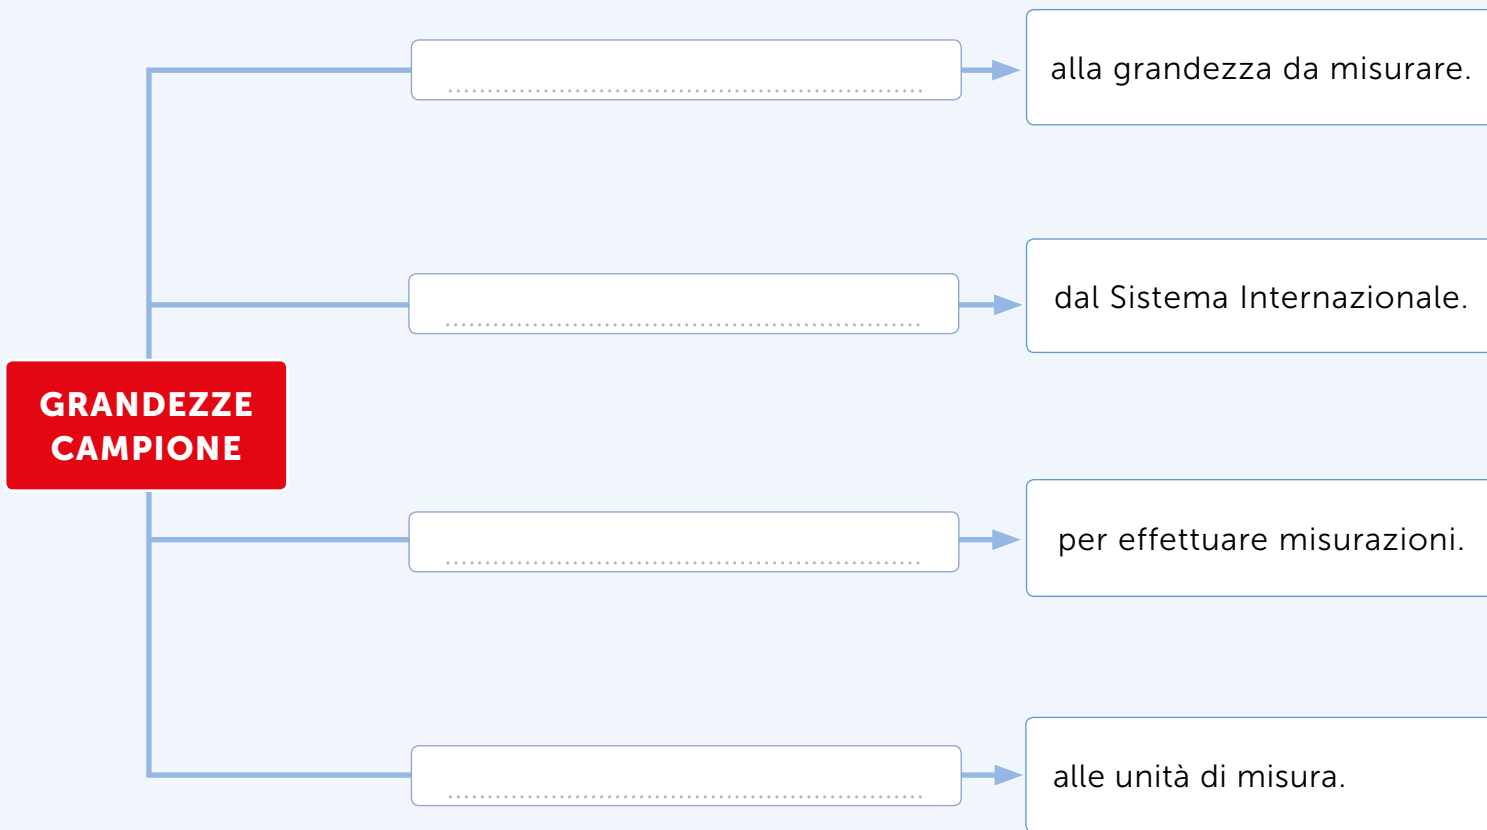 alla grandezza da misurare.
dal Sistema Internazionale.
GRANDEZZE
CAMPIONE
per effettuare misurazioni.
alle unità di misura.